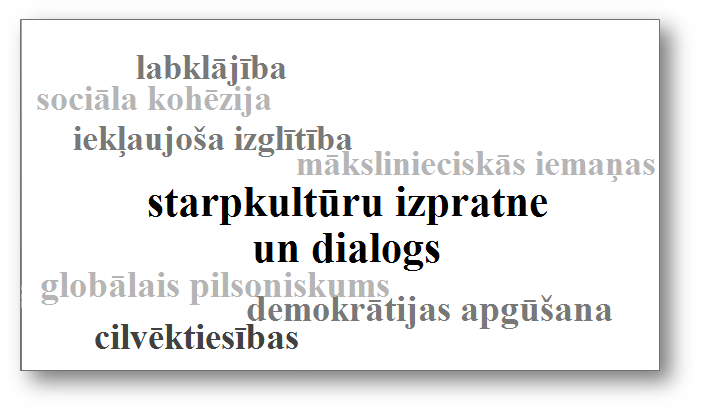 labklājība
sociāla kohēzija
iekļaujoša izglītība
mākslinieciskās iemaņas
starpkultūru izpratne
un dialogs
globālais pilsoniskums
demokrātijas apgūšana
cilvēktiesības